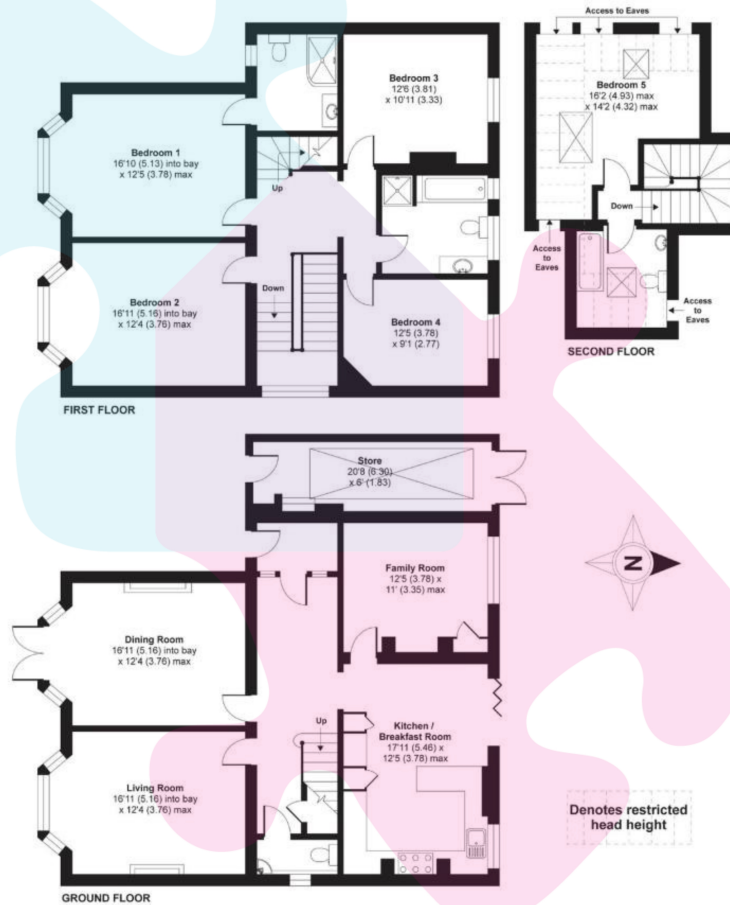 Access to Eaves
Bedroom 3
12'6 (3.81)
x 10'11 (3.33)
Bedroom 5
16'2 (4.93) max
x 14'2 (4.32) max
Bedroom 1
16'10 (5.13) into bay
x 12'5 (3.78) max
Up
Down
Access
to
Eaves
Access
to
Eaves
Bedroom 2
16'11 (5.16) into bay
x 12'4 (3.76) max
Down
Bedroom 4
12'5 (3.78)
x 9'1 (2.77)
SECOND FLOOR
FIRST FLOOR
Store
20'8 (6.30)
x 6' (1.83)
Family Room
12'5 (3.78) x
11' (3.35) max
N
Dining Room
16'11 (5.16) into bay
x 12'4 (3.76) max
Up
Kitchen /
Breakfast Room
17'11 (5.46) x
12'5 (3.78) max
Living Room
16'11 (5.16) into bay
x 12'4 (3.76) max
Denotes restricted
head height
GROUND FLOOR